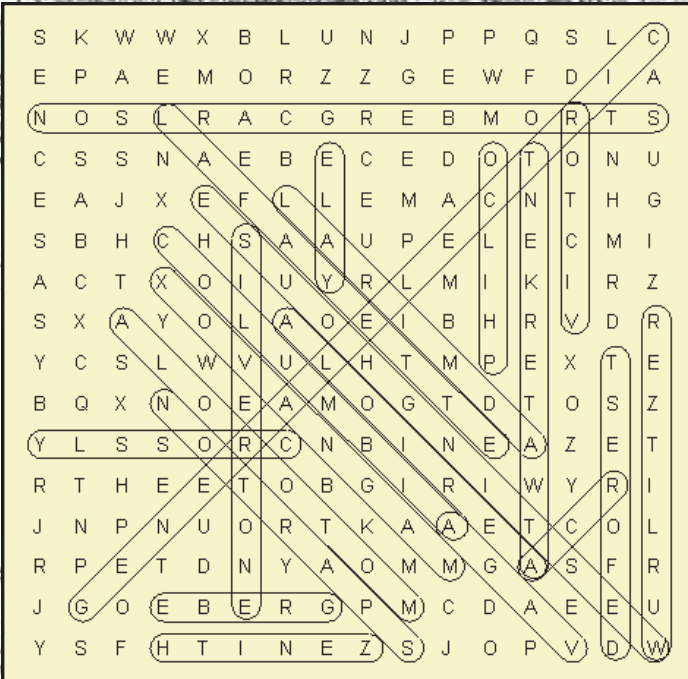 S K W W X B L U N J P P Q S L C
E P A E M O R Z Z G E W F D I A
N O S L R A C G R E B M O R T S
C S S N A E B E C E D O T O N U
E A J X E F L L E M A C N T H G
S B H C H S A A U P E L E C M I
A C T X O I U Y R L M I K I R Z
S X A Y O L A O E I B H R V D R
Y C S L W V U L H T M P E X T E
B Q X N O E A M O G T D T O S Z
Y L S S O R C N B I N E A Z E T
R T H E E T O B G I R I W Y R I
J N P N U O R T K A A E T C O L
R P E T D N Y A O M M G A S F R
J G O E B E R G P M C D A E E U
Y S F H T I N E Z S J O P V D W